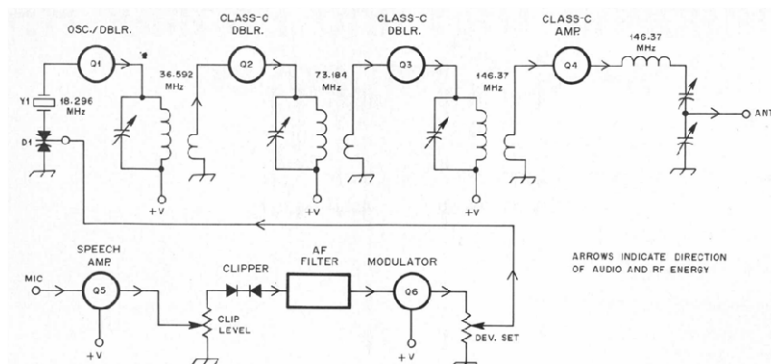 OSC./DBLR.
Q1
Y1
18.296
MHz
D1
36.592
MHz
+V
CLASS-C
DBLR.
Q2
73.184
MHz
+V
CLASS-C
DBLR.
Q3
146.37
MHz
+V
CLASS-C
AMP.
Q4
146.37
MHz
ANT
SPEECH
AMP.
MIC
Q5
+V
CLIP
LEVEL
CLIPPER
AF
FILTER
MODULATOR
Q6
+V
DEV. SET
ARROWS INDICATE DIRECTION
OF AUDIO AND RF ENERGY